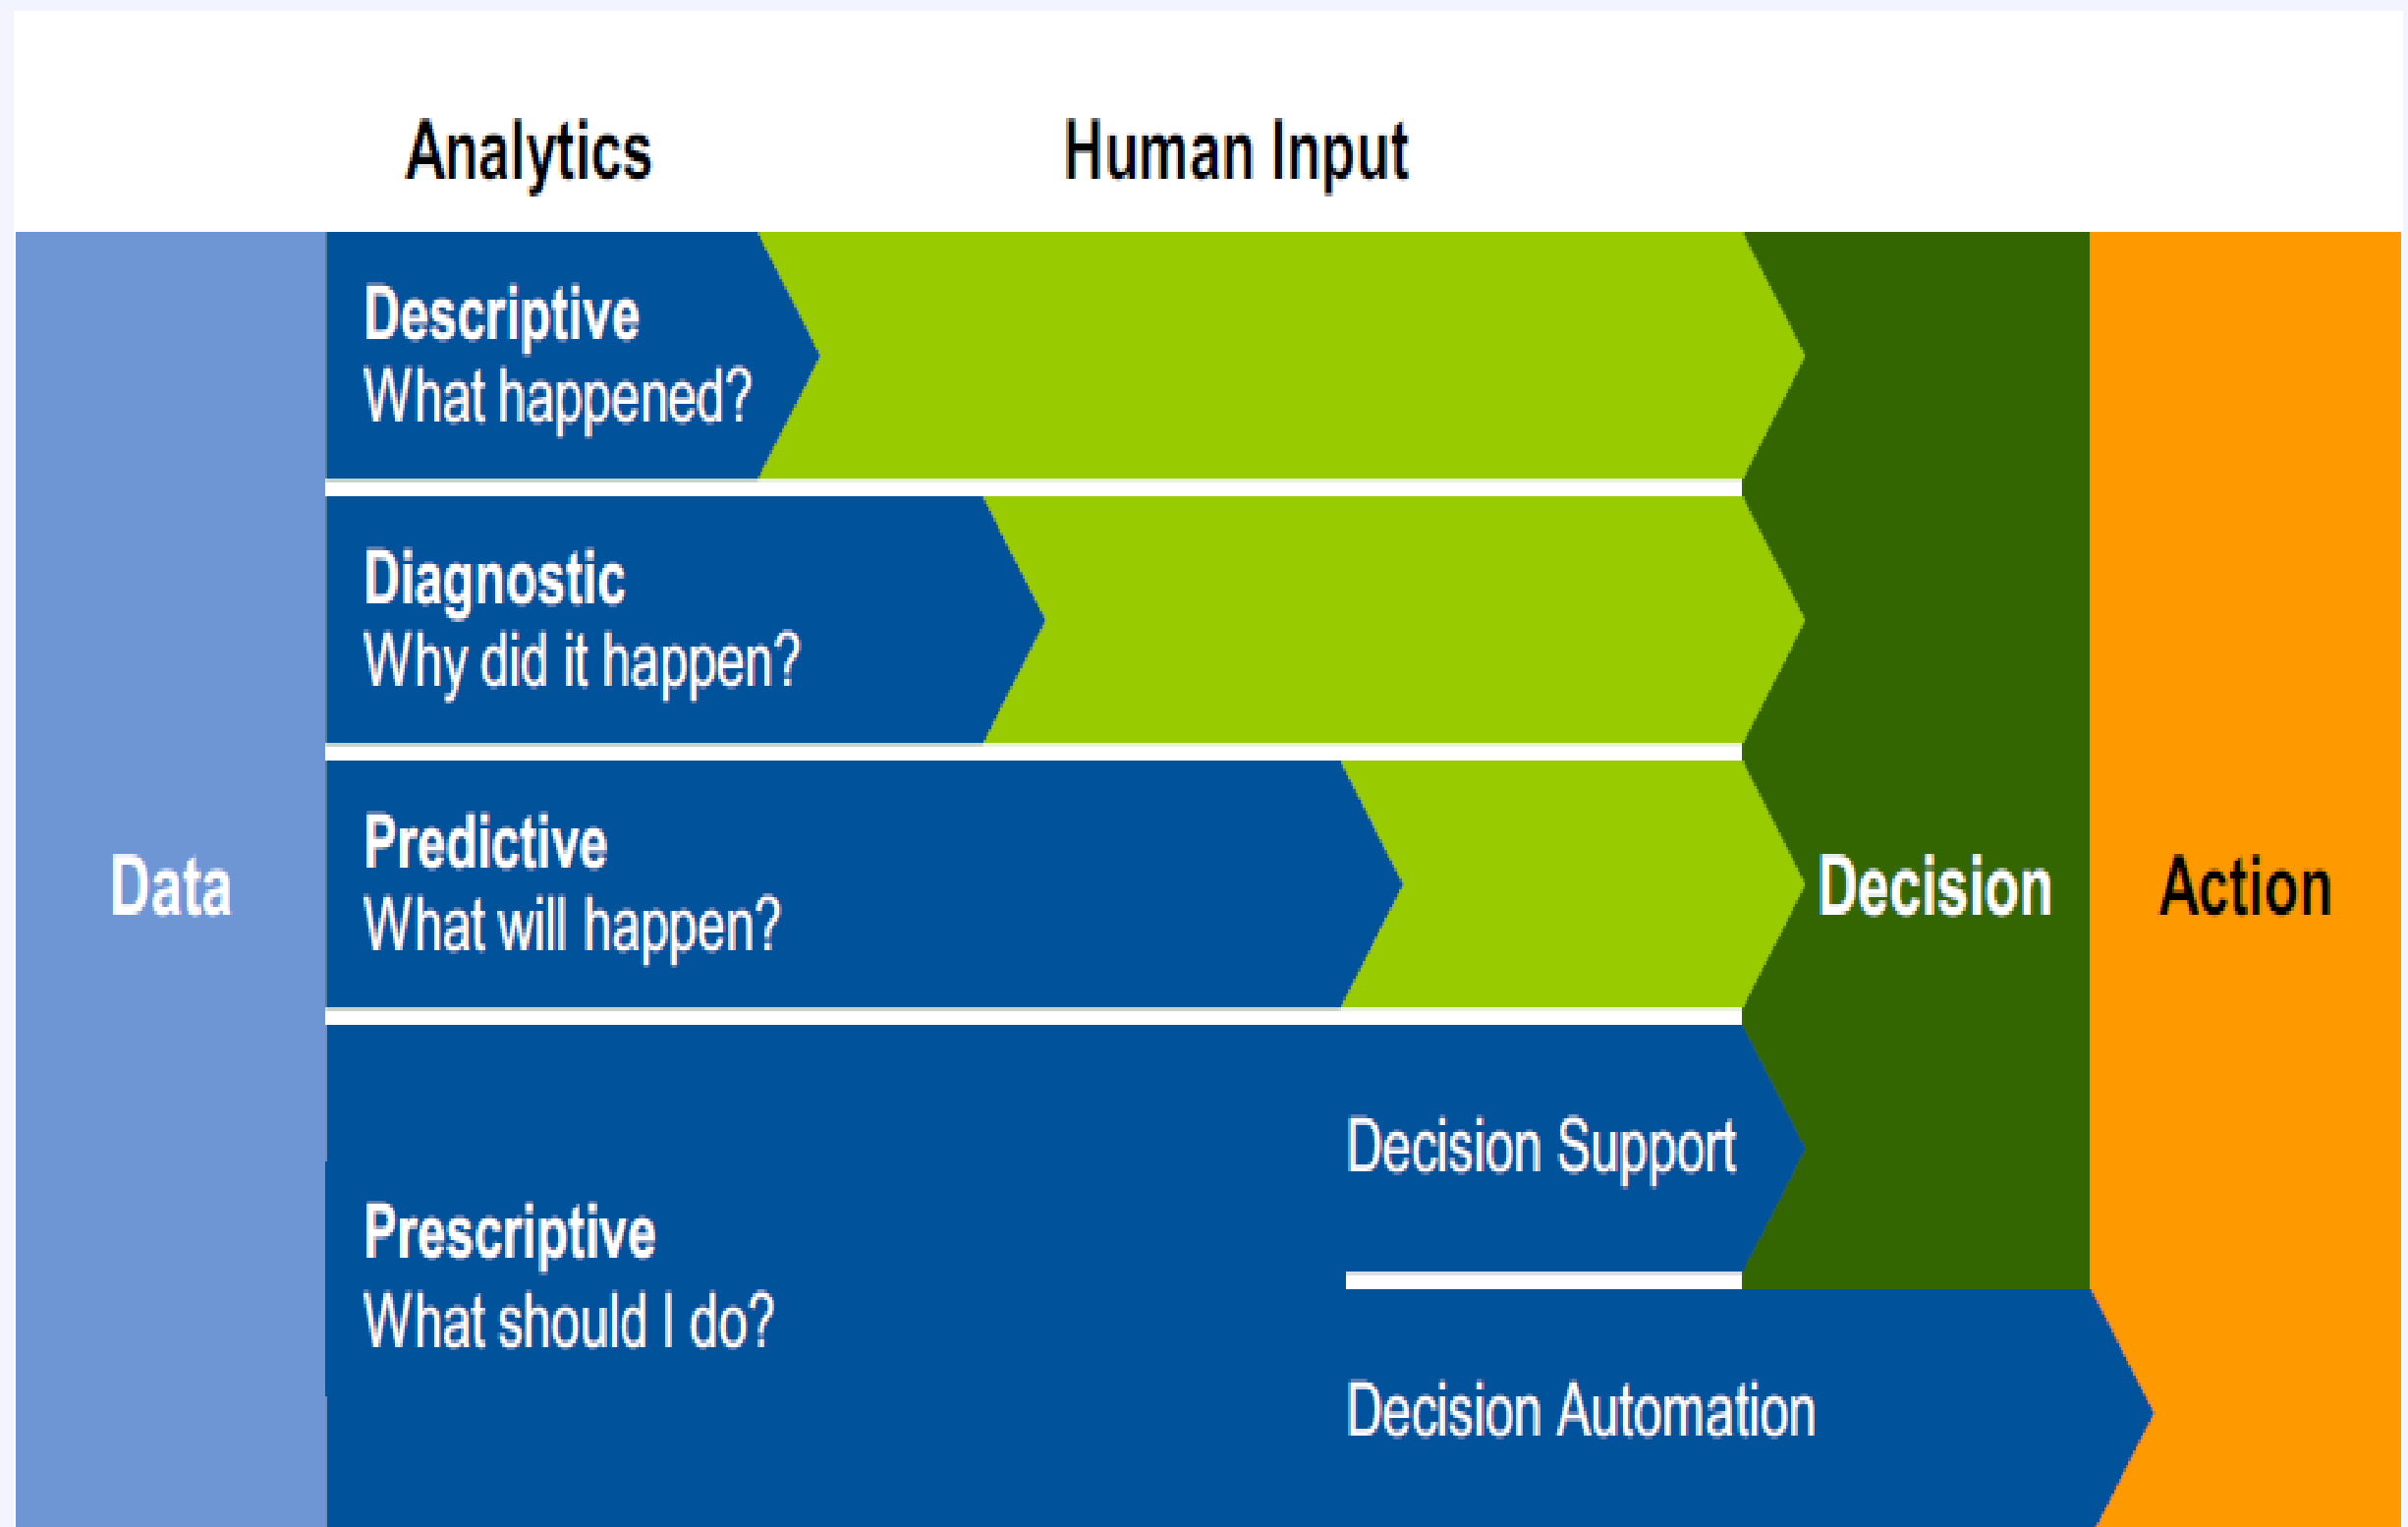 Analytics
Human Input
Descriptive
What happened?
Diagnostic
Why did it happen?
Data
Predictive
What will happen?
Decision
Action
Prescriptive
What should I do?
Decision Support
Decision Automation